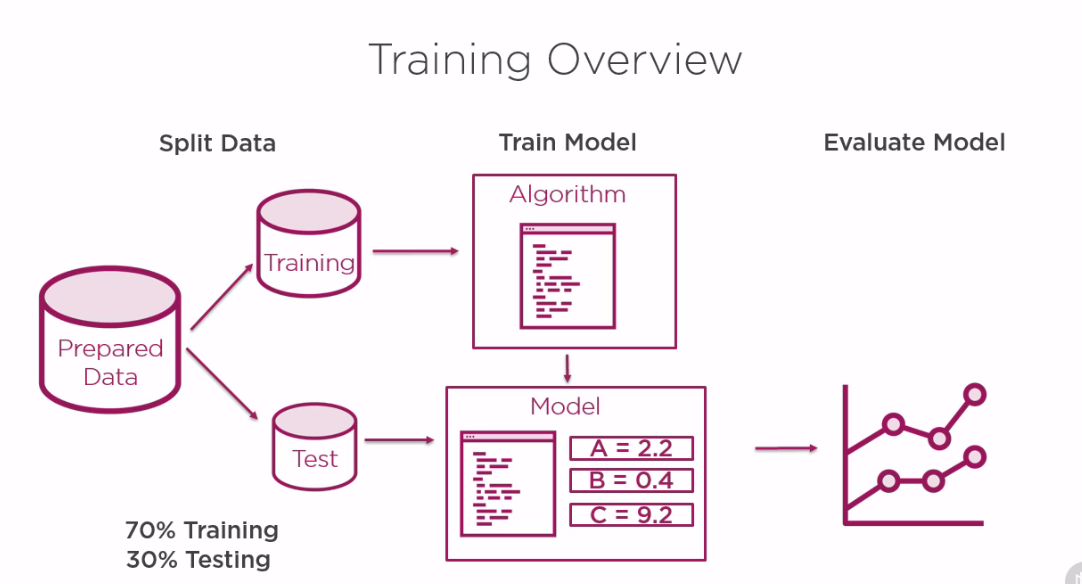 Training Overview
Split Data
Train Model
Evaluate Model
Algorithm
Training
Prepared
Data
Model
A = 2.2
Test
B = 0.4
C = 9.2
70% Training
30% Testing